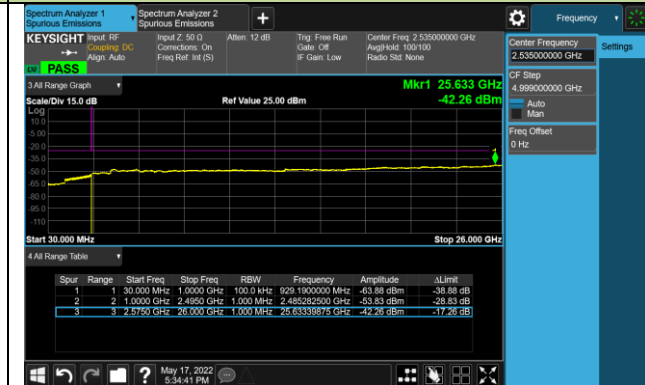 Spectrum Analyzer 1
Spurious Emissions
Spectrum Analyzer 2
Spurious Emissions
+
Frequency
KEYSIGHT
Input: RF
Coupling: DC
Align: Auto
Input Z: 50 Ω
Corrections: On
Freq Ref: Int (S)
Atten: 12 dB
Trig: Free Run
Gate: Off
IF Gain: Low
Center Freq: 2.535000000 GHz
Avg|Hold: 100/100
Radio Std: None
PASS
Center Frequency
2.535000000 GHz
Settings
CF Step
4.999000000 GHz
Auto
Man
Freq Offset
0 Hz
3 All Range Graph
Mkr1 25.633 GHz
Scale/Div 15.0 dB
Ref Value 25.00 dBm
-42.26 dBm
Log
10.0
-5.00
-20.0
-35.0
-50.0
-65.0
-80.0
-95.0
-110
Start 30.000 MHz
Stop 26.000 GHz
4 All Range Table
Spur Range Start Freq Stop Freq RBW Frequency Amplitude ΔLimit
1 1 30.000 MHz 1.0000 GHz 100.0 kHz 929.1900000 MHz -63.88 dBm -38.88 dB
2 2 1.0000 GHz 2.4950 GHz 1.000 MHz 2.485282500 GHz -53.83 dBm -28.83 dB
3 3 2.5750 GHz 26.000 GHz 1.000 MHz 25.63339875 GHz -42.26 dBm -17.26 dB
?
May 17, 2022
5:34:41 PM